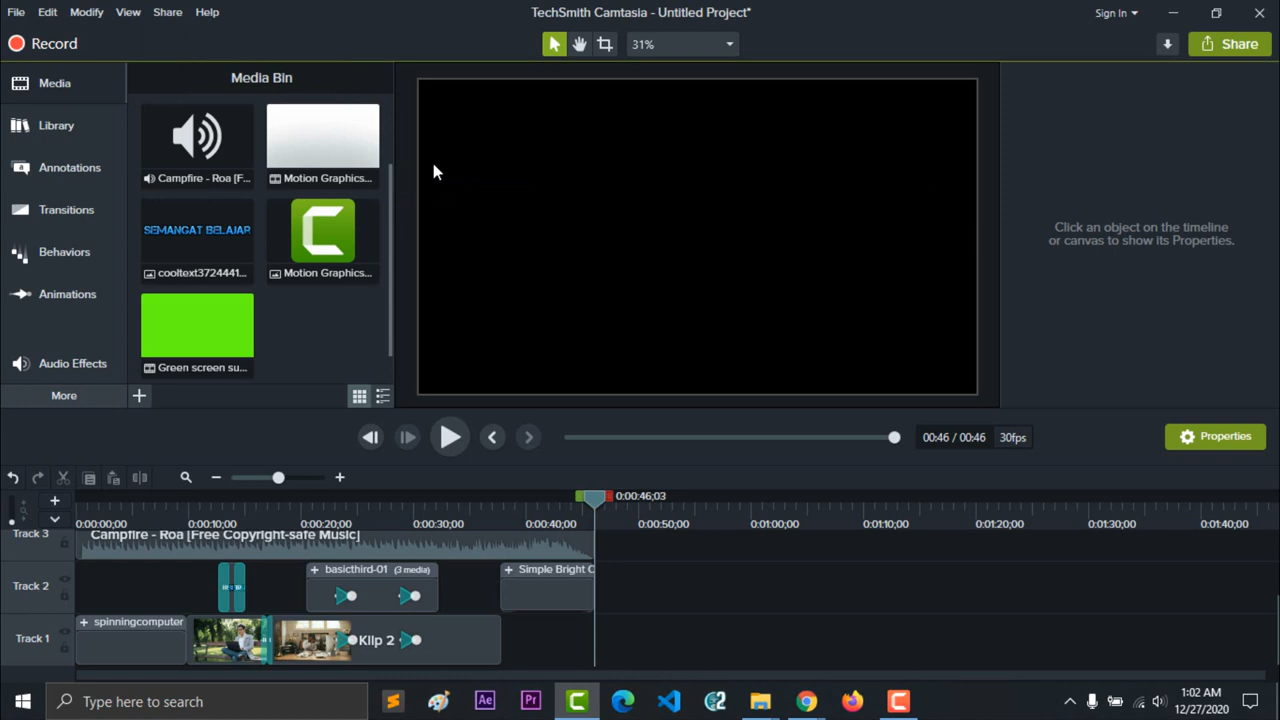 File Edit Modify View Share Help
TechSmith Camtasia - Untitled Project*
Sign In
Record
31%
Share
Media
Library
Annotations
Transitions
Behaviors
Animations
Audio Effects
More
Media Bin
Campfire - Roa [F...
Motion Graphics...
SEMANGAT BELAJAR
cooltext3724441...
Motion Graphics...
Green screen su...
Click an object on the timeline
or canvas to show its Properties.
00:46 / 00:46 30fps
Properties
0:00:46;03
0:00:00;00 0:00:10;00 0:00:20;00 0:00:30;00 0:00:40;00 0:00:50;00 0:01:00;00 0:01:10;00 0:01:20;00 0:01:30;00 0:01:40;00
Track 3
Campfire - Roa [Free Copyright-safe Music]
Track 2
basicthird-01 (3 media)
Simple Bright C
Track 1
spinningcomputer
Klip 2
Type here to search
Ae
Pr
1:02 AM
12/27/2020